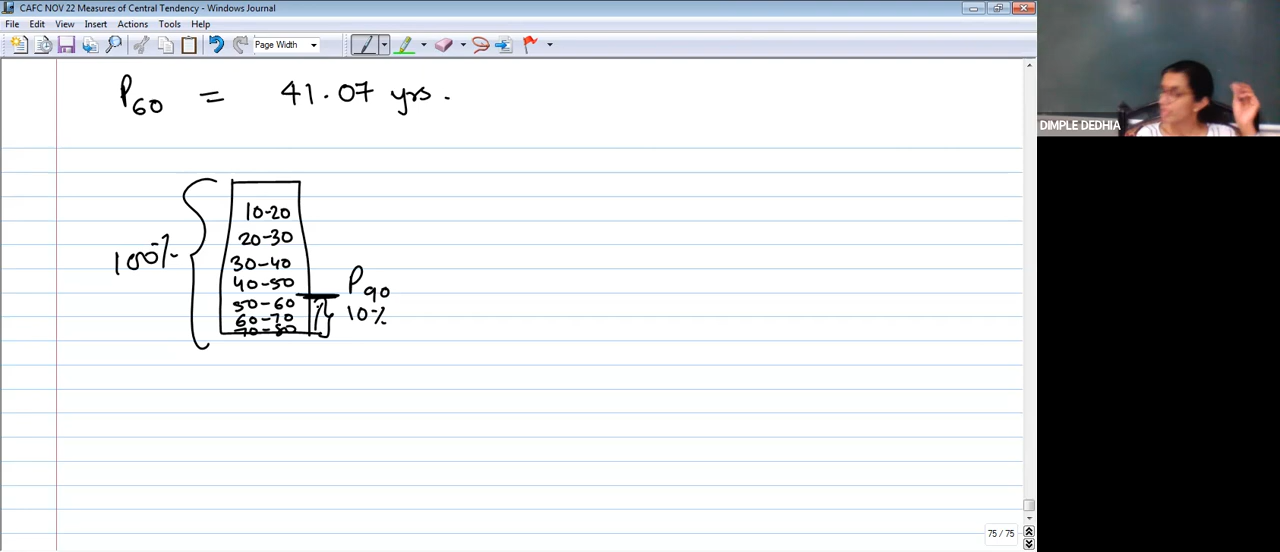 CAFC NOV 22 Measures of Central Tendency - Windows Journal
File Edit View Insert Actions Tools Help
Page Width
P60 = 41.07 yrs.
100%
10-20
20-30
30-40
40-50
50-60
60-70
70-80
P90
10%
DIMPLE DEDHIA
75 / 75